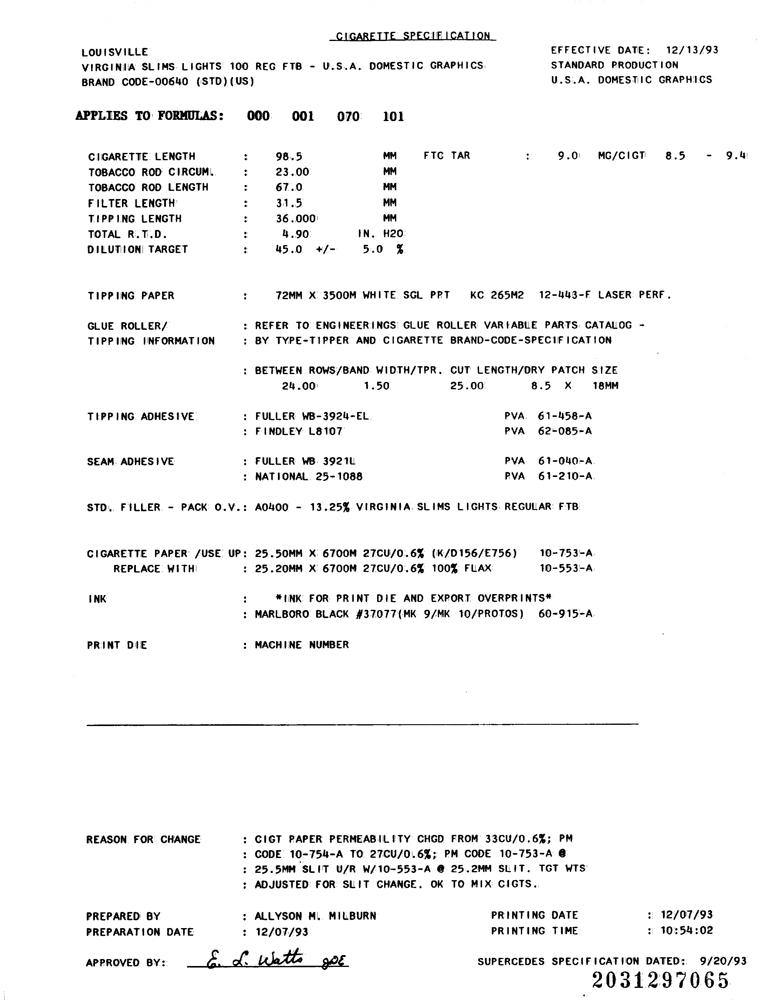 CIGARETTE SPECIFICATION
LOUISVILLE EFFECTIVE DATE: 12/13/93
VIRGINIA SLIMS LIGHTS 100 REG FTB - U.S.A. DOMESTIC GRAPHICS STANDARD PRODUCTION
BRAND CODE-00640 (STD)(US) U.S.A. DOMESTIC GRAPHICS
APPLIES TO FORMULAS: 000 001 070 101
CIGARETTE LENGTH : 98.5 MM FTC TAR : 9.0 MG/CIGT 8.5 - 9.4
TOBACCO ROD CIRCUM. : 23.00 MM
TOBACCO ROD LENGTH : 67.0 MM
FILTER LENGTH : 31.5 MM
TIPPING LENGTH : 36.000 MM
TOTAL R.T.D. : 4.90 IN. H2O
DILUTION TARGET : 45.0 +/- 5.0 %
TIPPING PAPER : 72MM X 3500M WHITE SGL PPT KC 265M2 12-443-F LASER PERF.
GLUE ROLLER/ : REFER TO ENGINEERINGS GLUE ROLLER VARIABLE PARTS CATALOG -
TIPPING INFORMATION : BY TYPE-TIPPER AND CIGARETTE BRAND-CODE-SPECIFICATION
: BETWEEN ROWS/BAND WIDTH/TPR. CUT LENGTH/DRY PATCH SIZE
24.00 1.50 25.00 8.5 X 18MM
TIPPING ADHESIVE : FULLER WB-3924-EL PVA 61-458-A
: FINDLEY L8107 PVA 62-085-A
SEAM ADHESIVE : FULLER WB 3921L PVA 61-040-A
: NATIONAL 25-1088 PVA 61-210-A
STD. FILLER - PACK O.V.: A0400 - 13.25% VIRGINIA SLIMS LIGHTS REGULAR FTB
CIGARETTE PAPER /USE UP: 25.50MM X 6700M 27CU/0.6% (K/D156/E756) 10-753-A
REPLACE WITH : 25.20MM X 6700M 27CU/0.6% 100% FLAX 10-553-A
INK : *INK FOR PRINT DIE AND EXPORT OVERPRINTS*
: MARLBORO BLACK #37077(MK 9/MK 10/PROTOS) 60-915-A
PRINT DIE : MACHINE NUMBER
REASON FOR CHANGE : CIGT PAPER PERMEABILITY CHGD FROM 33CU/0.6%; PM
: CODE 10-754-A TO 27CU/0.6%; PM CODE 10-753-A @
: 25.5MM SLIT U/R W/10-553-A @ 25.2MM SLIT. TGT WTS
: ADJUSTED FOR SLIT CHANGE. OK TO MIX CIGTS.
PREPARED BY : ALLYSON M. MILBURN PRINTING DATE : 12/07/93
PREPARATION DATE : 12/07/93 PRINTING TIME : 10:54:02
APPROVED BY: E. L. Watts SUPERCEDES SPECIFICATION DATED: 9/20/93
2031297065